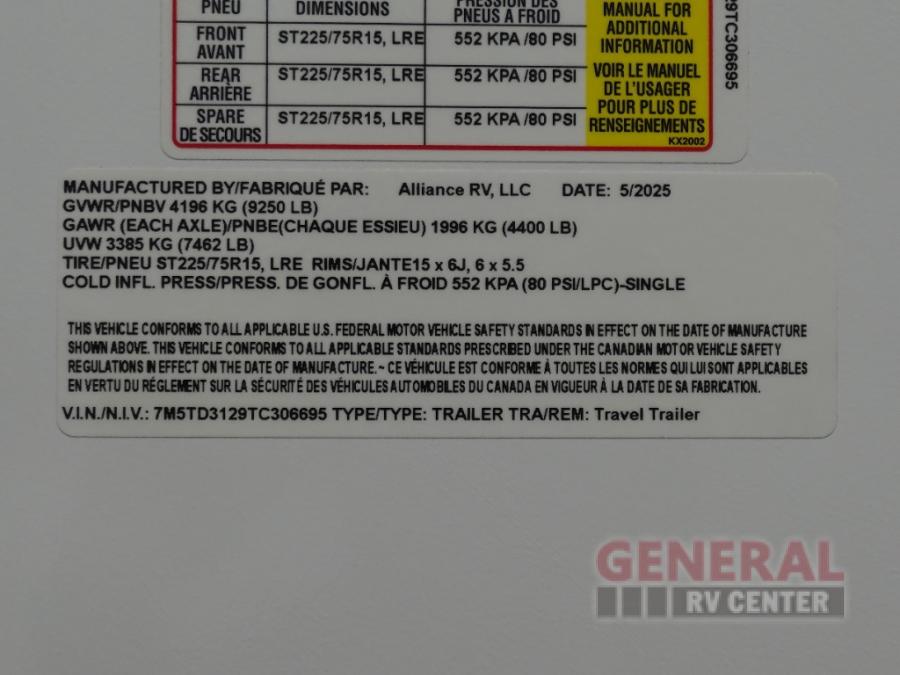 PNEU DIMENSIONS PRESSION DES
PNEUS A FROID
MANUAL FOR
ADDITIONAL
INFORMATION
FRONT
AVANT
ST225/75R15, LRE 552 KPA /80 PSI
REAR
ARRIÈRE
ST225/75R15, LRE 552 KPA /80 PSI
SPARE
DE SECOURS
ST225/75R15, LRE 552 KPA /80 PSI
VOIR LE MANUEL
DE L'USAGER
POUR PLUS DE
RENSEIGNEMENTS
KX2002
29TC306695
MANUFACTURED BY/FABRIQUÉ PAR: Alliance RV, LLC DATE: 5/2025
GVWR/PNBV 4196 KG (9250 LB)
GAWR (EACH AXLE)/PNBE(CHAQUE ESSIEU) 1996 KG (4400 LB)
UVW 3385 KG (7462 LB)
TIRE/PNEU ST225/75R15, LRE RIMS/JANTE15 x 6J, 6 x 5.5
COLD INFL. PRESS/PRESS. DE GONFL. À FROID 552 KPA (80 PSI/LPC)-SINGLE
THIS VEHICLE CONFORMS TO ALL APPLICABLE U.S. FEDERAL MOTOR VEHICLE SAFETY STANDARDS IN EFFECT ON THE DATE OF MANUFACTURE
SHOWN ABOVE. THIS VEHICLE CONFORMS TO ALL APPLICABLE STANDARDS PRESCRIBED UNDER THE CANADIAN MOTOR VEHICLE SAFETY
REGULATIONS IN EFFECT ON THE DATE OF MANUFACTURE. ~ CE VÉHICULE EST CONFORME À TOUTES LES NORMES QUI LUI SONT APPLICABLES
EN VERTU DU RÉGLEMENT SUR LA SÉCURITÉ DES VÉHICULES AUTOMOBILES DU CANADA EN VIGUEUR À LA DATE DE SA FABRICATION.
V.I.N./N.I.V.: 7M5TD3129TC306695 TYPE/TYPE: TRAILER TRA/REM: Travel Trailer
GENERAL
RV CENTER